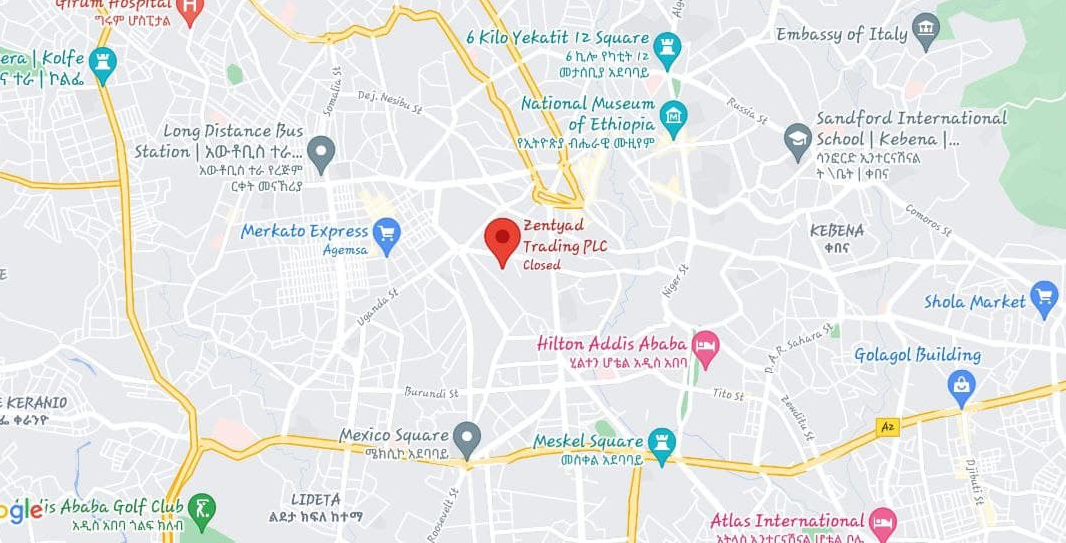 Girum Hospital
ግሩም ሆስፒታል
6 Kilo Yekatit 12 Square
6 ኪሎ የካቲት 12
መታሰቢያ አደባባይ
Embassy of Italy
era | Kolfe
ተራ | ኮልፌ
Somalia St
Dej. Nesibu St
National Museum
of Ethiopia
የኢትዮጵያ ብሔራዊ ሙዚየም
Russia St
Sandford International
School | Kebena |...
ሳንፎርድ ኢንተርናሽናል
ት \ቤት | ቀበና
Long Distance Bus
Station | አውቶቢስ ተራ...
አውቶቢስ ተራ የረጅም
ርቀት መናኸሪያ
Merkato Express
Agemsa
Zentyad
Trading PLC
Closed
Comoros St
KEBENA
ቀበና
Niger St
Uganda St
Shola Market
Hilton Addis Ababa
ሂልተን ሆቴል አዲስ አበባ
D. A. R. Sahara St
Golagol Building
Burundi St
Tito St
Zewditu St
E KERANIO
ቀራንዮ
A2
Mexico Square
ሜክሲኮ አደባባይ
Meskel Square
መስቀል አደባባይ
Djibuti St
LIDETA
ልደታ ክፍለ ከተማ
Roosevelt St
ogle
is Ababa Golf Club
አዲስ አበባ ጎልፍ ክለብ
Atlas International